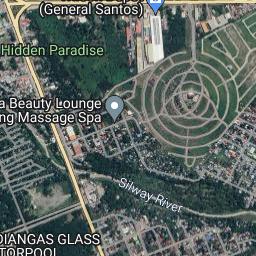 (General Santos)
Hidden Paradise
a Beauty Lounge
ng Massage Spa
Silway River
DIANGAS GLASS
TORPOOL